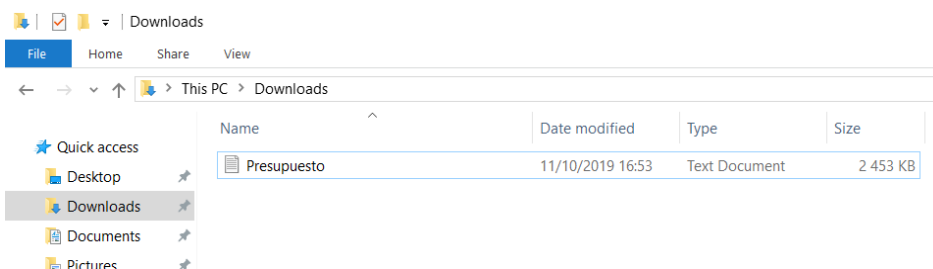 Downloads
File Home Share View
This PC > Downloads
Name Date modified Type Size
Quick access
Presupuesto 11/10/2019 16:53 Text Document 2 453 KB
Desktop
Downloads
Documents
Pictures